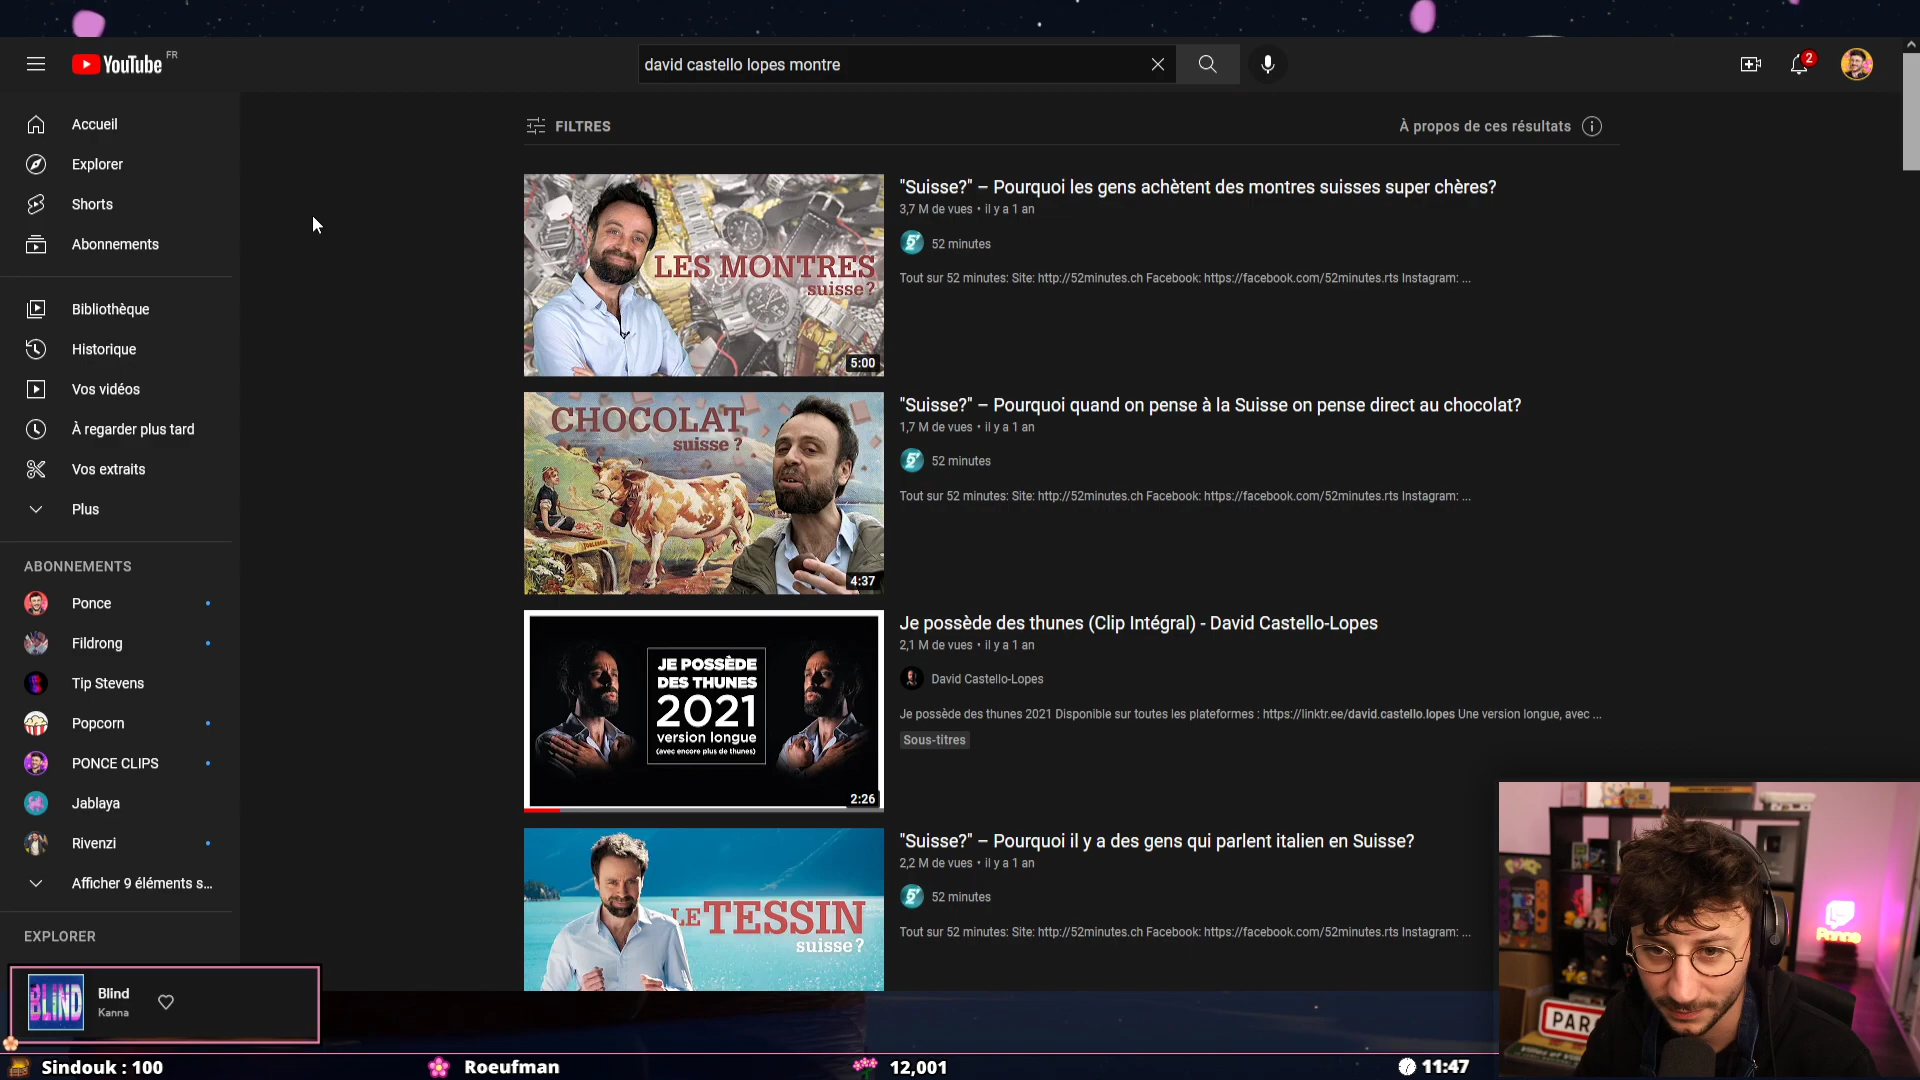 YouTube FR
david castello lopes montre
2
Accueil
Explorer
Shorts
Abonnements
Bibliothèque
Historique
Vos vidéos
À regarder plus tard
Vos extraits
Plus
ABONNEMENTS
Ponce
Fildrong
Tip Stevens
Popcorn
PONCE CLIPS
Jablaya
Rivenzi
Afficher 9 éléments s...
EXPLORER
FILTRES
À propos de ces résultats
LES MONTRES
suisse?
5:00
"Suisse?" – Pourquoi les gens achètent des montres suisses super chères?
3,7 M de vues • il y a 1 an
52 minutes
Tout sur 52 minutes: Site: http://52minutes.ch Facebook: https://facebook.com/52minutes.rts Instagram: ...
CHOCOLAT
suisse ?
4:37
"Suisse?" – Pourquoi quand on pense à la Suisse on pense direct au chocolat?
1,7 M de vues • il y a 1 an
52 minutes
Tout sur 52 minutes: Site: http://52minutes.ch Facebook: https://facebook.com/52minutes.rts Instagram: ...
JE POSSÈDE
DES THUNES
2021
version longue
(avec encore plus de thunes)
2:26
Je possède des thunes (Clip Intégral) - David Castello-Lopes
2,1 M de vues • il y a 1 an
David Castello-Lopes
Je possède des thunes 2021 Disponible sur toutes les plateformes : https://linktr.ee/david.castello.lopes Une version longue, avec ...
Sous-titres
LE TESSIN
suisse?
"Suisse?" – Pourquoi il y a des gens qui parlent italien en Suisse?
2,2 M de vues • il y a 1 an
52 minutes
Tout sur 52 minutes: Site: http://52minutes.ch Facebook: https://facebook.com/52minutes.rts Instagram: ...
BLIND
Blind
Kanna
Ponce
PAR
Sindouk : 100
Roeufman
12,001
11:47